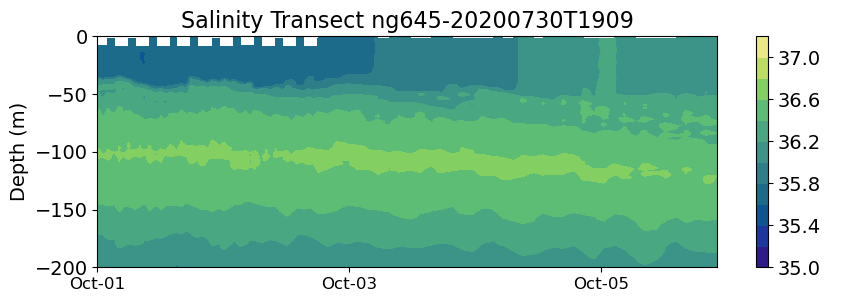 Salinity Transect ng645-20200730T1909
Depth (m)
0
−50
−100
−150
−200
Oct-01
Oct-03
Oct-05
37.0
36.6
36.2
35.8
35.4
35.0